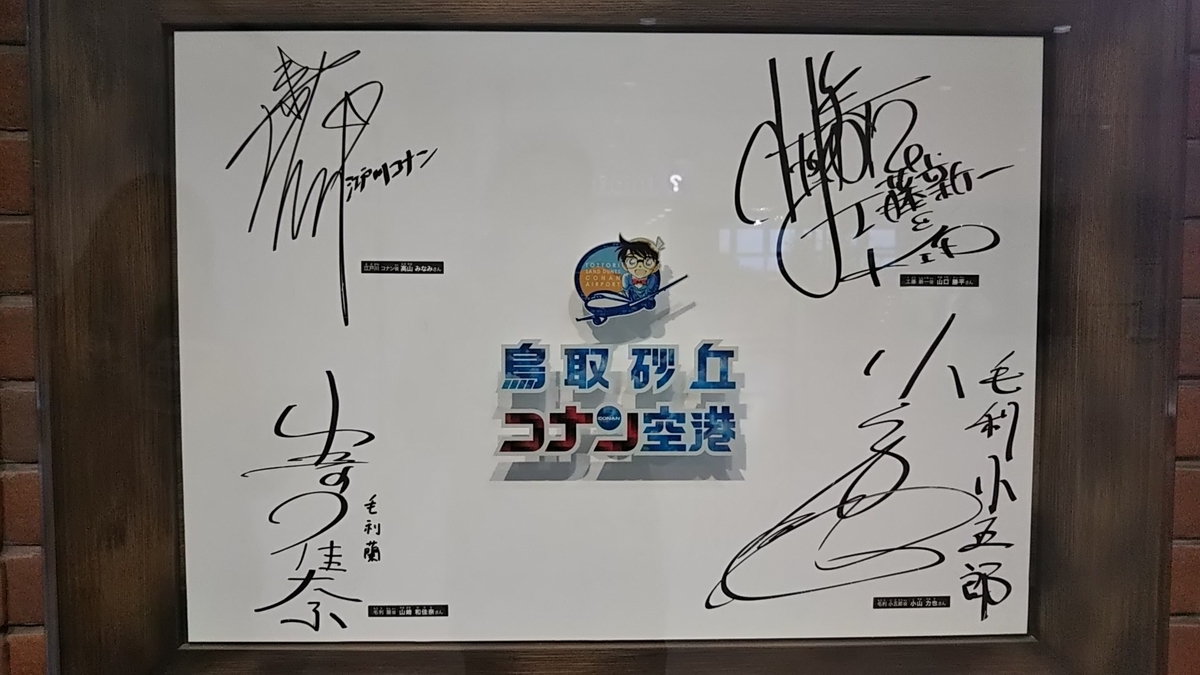 江戸川コナン
江戸川 コナン役 高山 みなみさん
工藤新一
工藤 新一役 山口 勝平さん
TOTTORI
SAND DUNES
CONAN
AIRPORT
鳥取砂丘
コナン空港
CONAN
毛利蘭
毛利 蘭役 山崎 和佳奈さん
毛利小五郎
毛利 小五郎役 小山 力也さん